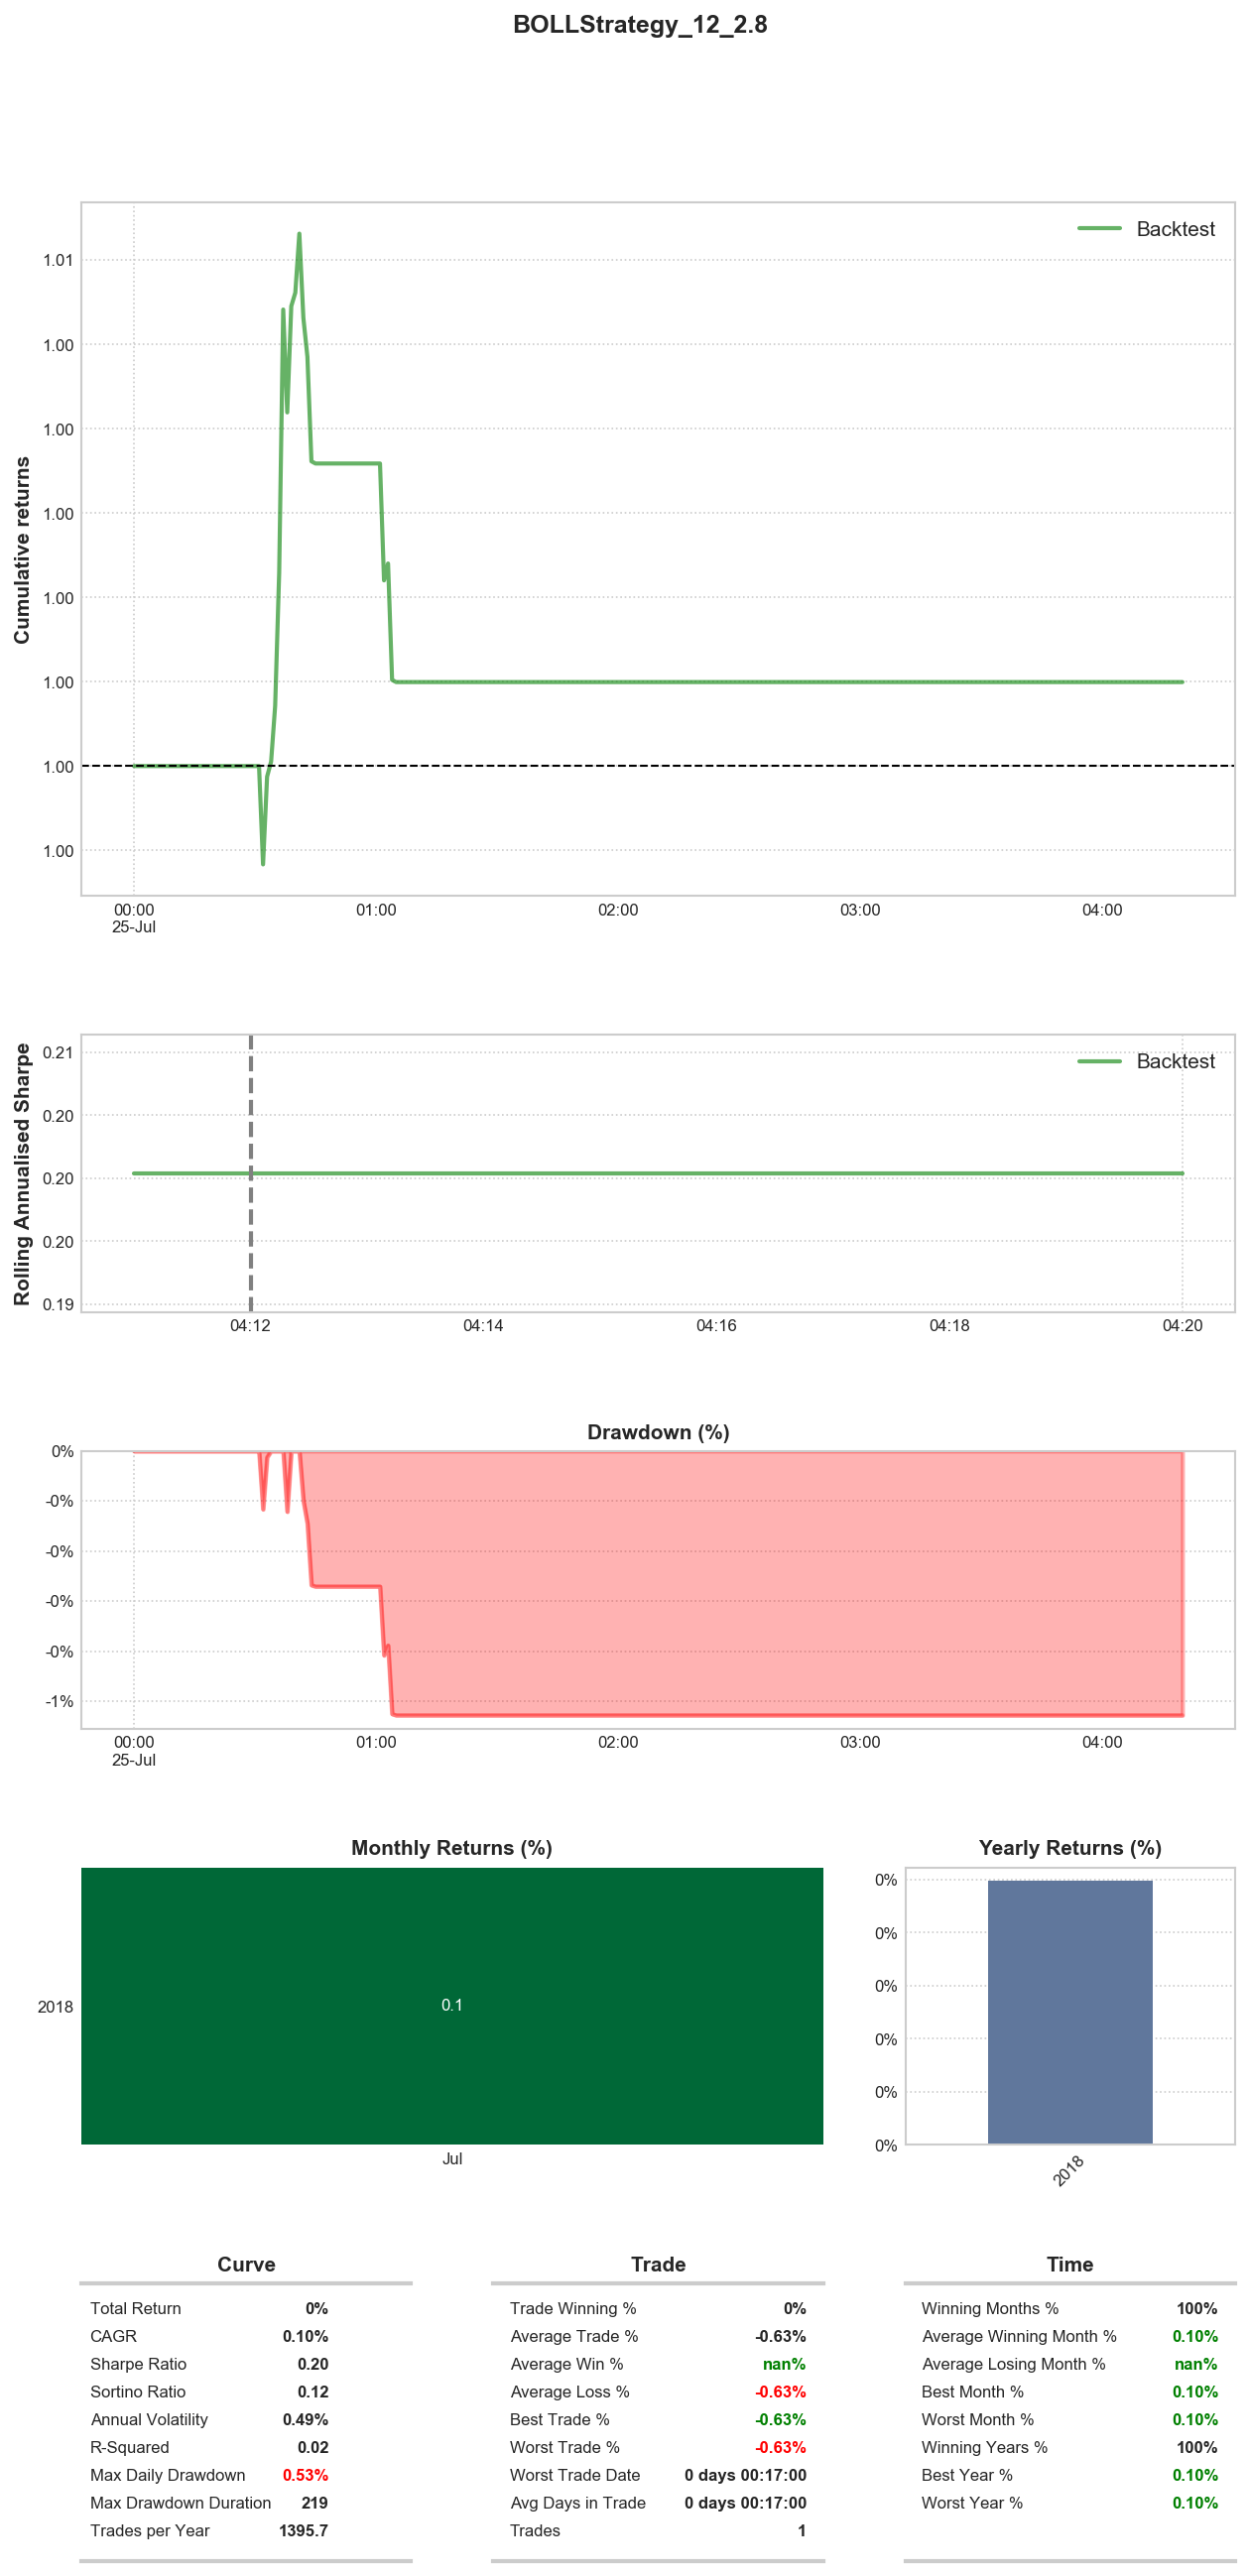 BOLLStrategy_12_2.8
Cumulative returns
Backtest
1.01
1.00
1.00
1.00
1.00
1.00
1.00
1.00
00:00 01:00 02:00 03:00 04:00
25-Jul
Rolling Annualised Sharpe
Backtest
0.21
0.20
0.20
0.20
0.19
04:12 04:14 04:16 04:18 04:20
Drawdown (%)
0%
-0%
-0%
-0%
-0%
-1%
00:00 01:00 02:00 03:00 04:00
25-Jul
Monthly Returns (%)
2018
0.1
Jul
Yearly Returns (%)
0%
0%
0%
0%
0%
0%
2018
Curve
Total Return 0%
CAGR 0.10%
Sharpe Ratio 0.20
Sortino Ratio 0.12
Annual Volatility 0.49%
R-Squared 0.02
Max Daily Drawdown 0.53%
Max Drawdown Duration 219
Trades per Year 1395.7
Trade
Trade Winning % 0%
Average Trade % -0.63%
Average Win % nan%
Average Loss % -0.63%
Best Trade % -0.63%
Worst Trade % -0.63%
Worst Trade Date 0 days 00:17:00
Avg Days in Trade 0 days 00:17:00
Trades 1
Time
Winning Months % 100%
Average Winning Month % 0.10%
Average Losing Month % nan%
Best Month % 0.10%
Worst Month % 0.10%
Winning Years % 100%
Best Year % 0.10%
Worst Year % 0.10%